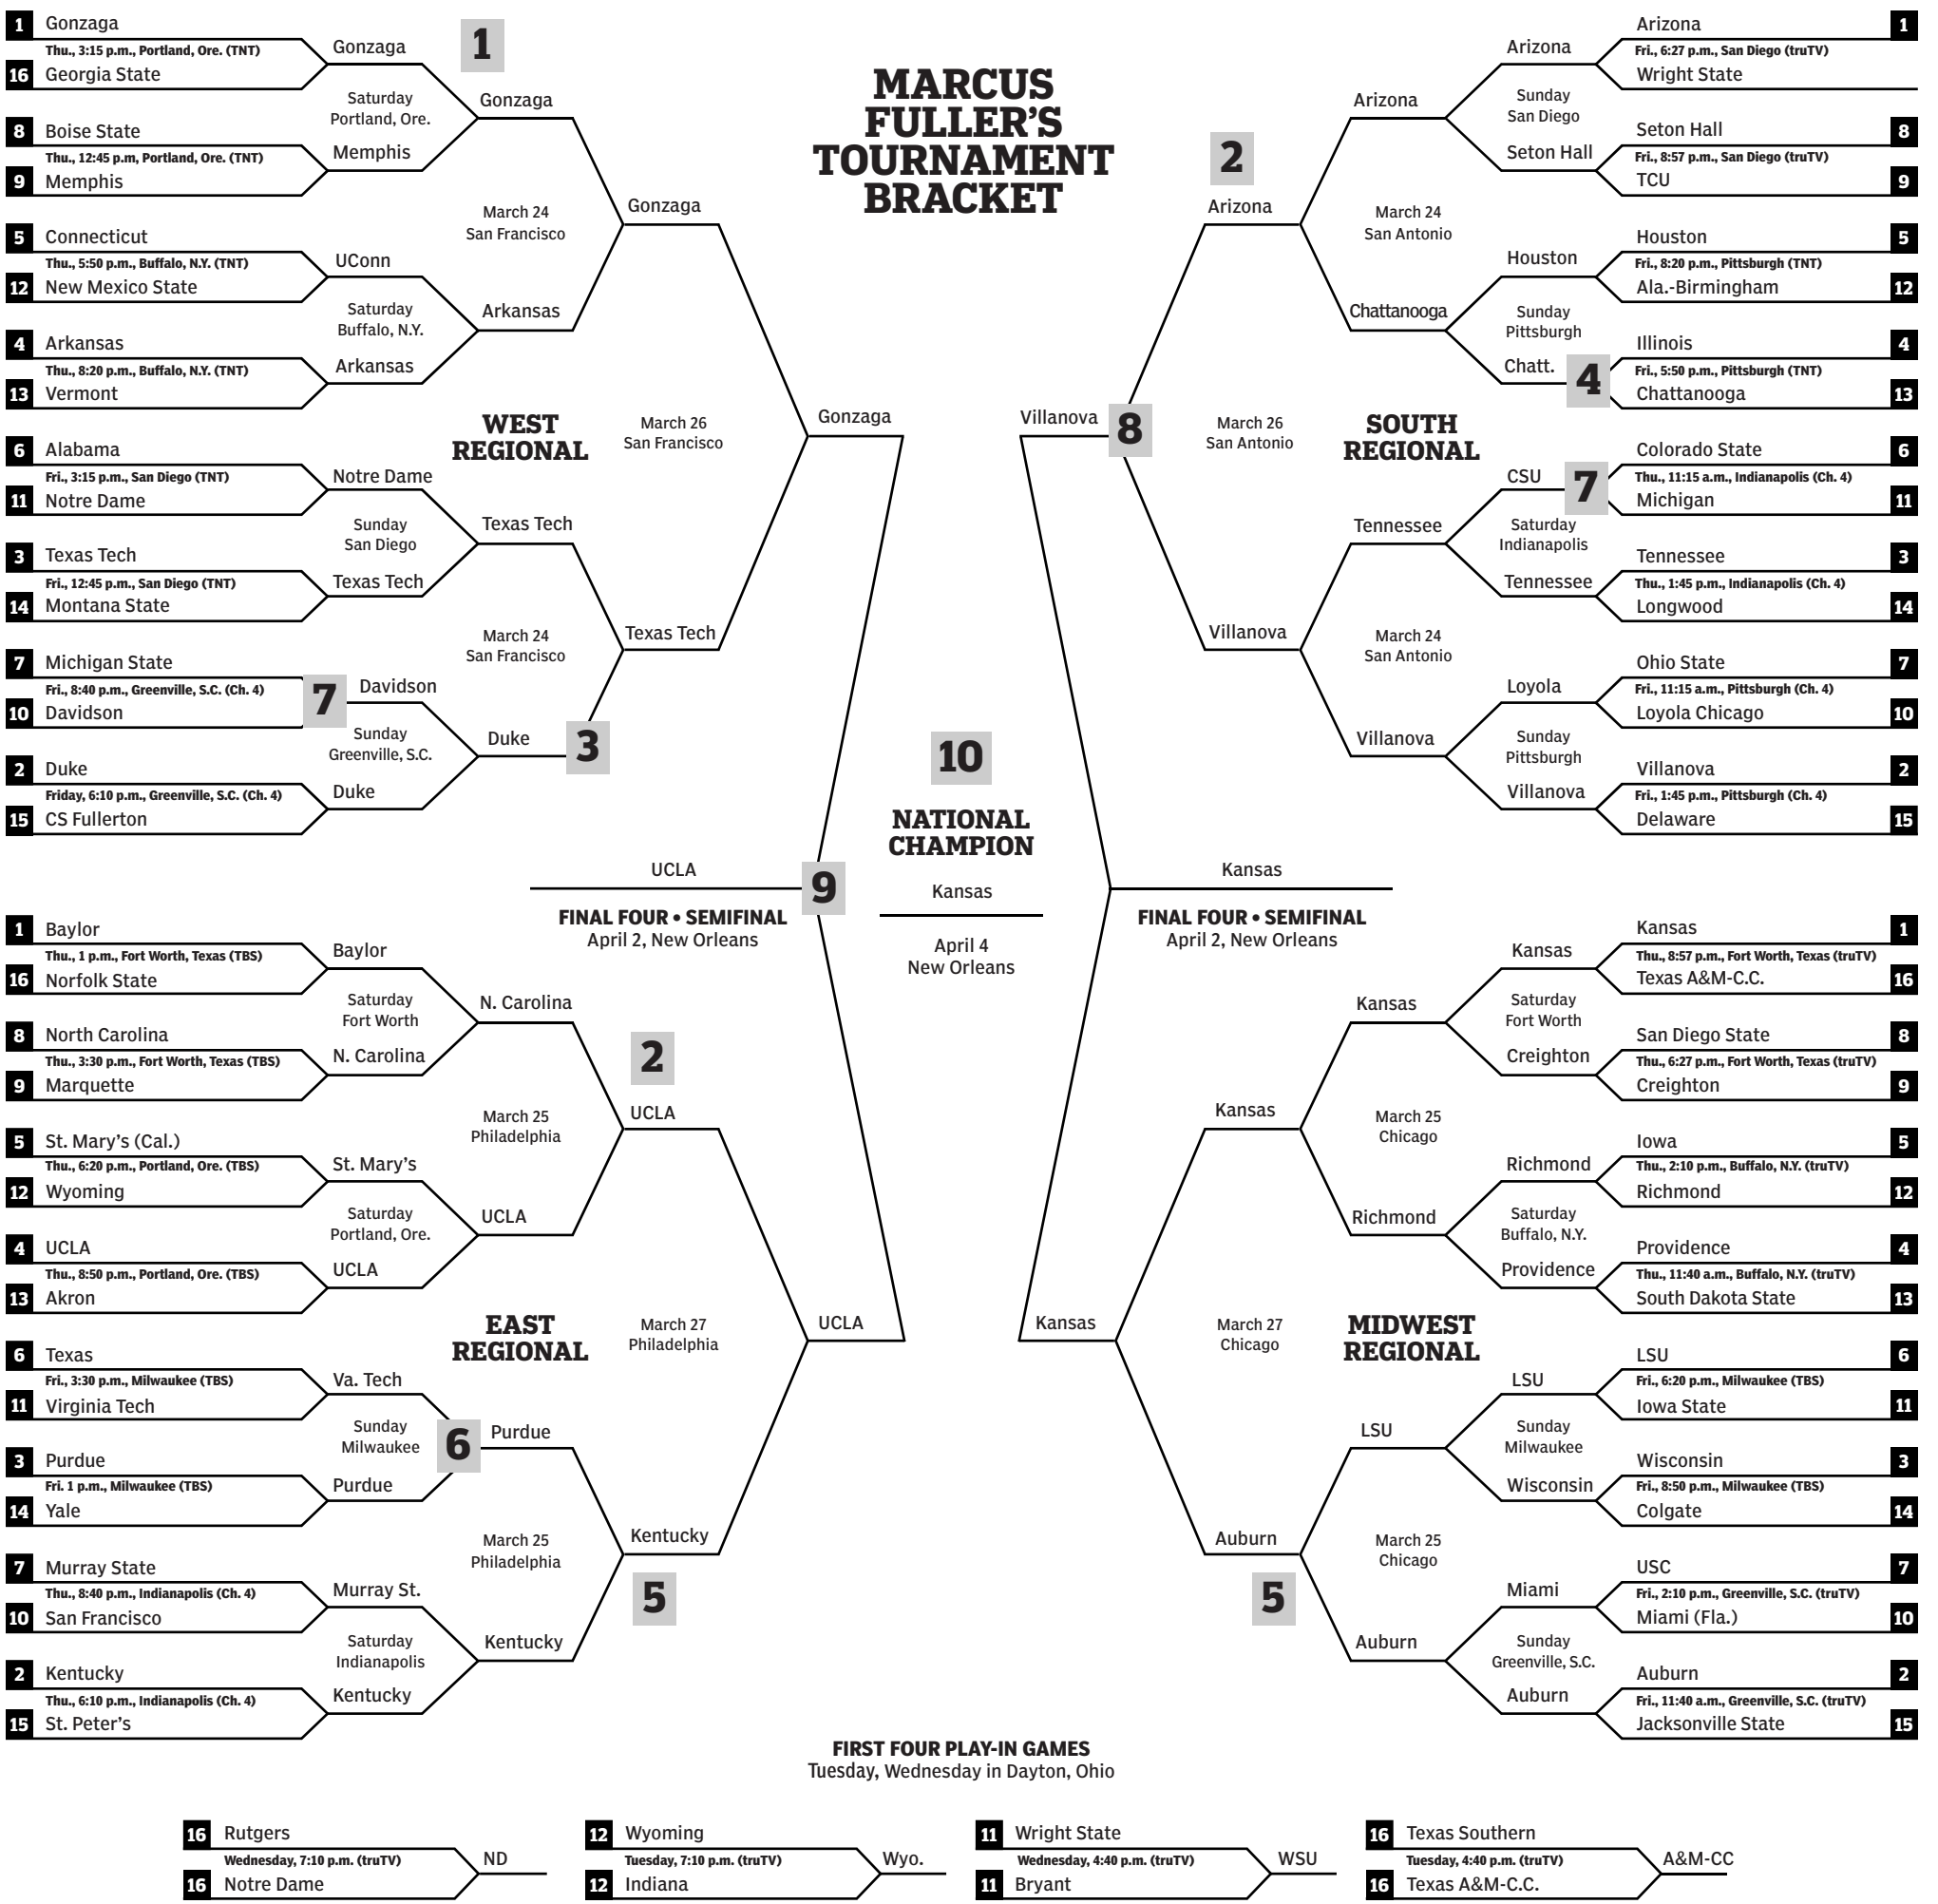 MARCUS
FULLER'S
TOURNAMENT
BRACKET
1 Gonzaga
Thu., 3:15 p.m., Portland, Ore. (TNT)
16 Georgia State
8 Boise State
Thu., 12:45 p.m, Portland, Ore. (TNT)
9 Memphis
5 Connecticut
Thu., 5:50 p.m., Buffalo, N.Y. (TNT)
12 New Mexico State
4 Arkansas
Thu., 8:20 p.m., Buffalo, N.Y. (TNT)
13 Vermont
6 Alabama
Fri., 3:15 p.m., San Diego (TNT)
11 Notre Dame
3 Texas Tech
Fri., 12:45 p.m., San Diego (TNT)
14 Montana State
7 Michigan State
Fri., 8:40 p.m., Greenville, S.C. (Ch. 4)
10 Davidson
2 Duke
Friday, 6:10 p.m., Greenville, S.C. (Ch. 4)
15 CS Fullerton
Gonzaga
Saturday
Portland, Ore.
Memphis
UConn
Saturday
Buffalo, N.Y.
Arkansas
Notre Dame
Sunday
San Diego
Texas Tech
7
Davidson
Sunday
Greenville, S.C.
Duke
1
Gonzaga
March 24
San Francisco
Arkansas
WEST
REGIONAL
Texas Tech
March 24
San Francisco
Duke
3
Gonzaga
March 26
San Francisco
Texas Tech
Gonzaga
1 Baylor
Thu., 1 p.m., Fort Worth, Texas (TBS)
16 Norfolk State
8 North Carolina
Thu., 3:30 p.m., Fort Worth, Texas (TBS)
9 Marquette
5 St. Mary's (Cal.)
Thu., 6:20 p.m., Portland, Ore. (TBS)
12 Wyoming
4 UCLA
Thu., 8:50 p.m., Portland, Ore. (TBS)
13 Akron
6 Texas
Fri., 3:30 p.m., Milwaukee (TBS)
11 Virginia Tech
3 Purdue
Fri. 1 p.m., Milwaukee (TBS)
14 Yale
7 Murray State
Thu., 8:40 p.m., Indianapolis (Ch. 4)
10 San Francisco
2 Kentucky
Thu., 6:10 p.m., Indianapolis (Ch. 4)
15 St. Peter's
Baylor
Saturday
Fort Worth
N. Carolina
St. Mary's
Saturday
Portland, Ore.
UCLA
Va. Tech
Sunday
Milwaukee
Purdue
Murray St.
Saturday
Indianapolis
Kentucky
N. Carolina
March 25
Philadelphia
UCLA
EAST
REGIONAL
6
Purdue
March 25
Philadelphia
Kentucky
2
UCLA
March 27
Philadelphia
Kentucky
5
UCLA
UCLA
9
FINAL FOUR • SEMIFINAL
April 2, New Orleans
10
NATIONAL
CHAMPION
Kansas
April 4
New Orleans
Kansas
FINAL FOUR • SEMIFINAL
April 2, New Orleans
Villanova
8
2
Arizona
March 26
San Antonio
Villanova
Arizona
March 24
San Antonio
Chattanooga
SOUTH
REGIONAL
Tennessee
March 24
San Antonio
Villanova
Arizona
Sunday
San Diego
Seton Hall
Houston
Sunday
Pittsburgh
Chatt.
4
CSU
7
Saturday
Indianapolis
Tennessee
Loyola
Sunday
Pittsburgh
Villanova
Arizona 1
Fri., 6:27 p.m., San Diego (truTV)
Wright State
Seton Hall 8
Fri., 8:57 p.m., San Diego (truTV)
TCU 9
Houston 5
Fri., 8:20 p.m., Pittsburgh (TNT)
Ala.-Birmingham 12
Illinois 4
Fri., 5:50 p.m., Pittsburgh (TNT)
Chattanooga 13
Colorado State 6
Thu., 11:15 a.m., Indianapolis (Ch. 4)
Michigan 11
Tennessee 3
Thu., 1:45 p.m., Indianapolis (Ch. 4)
Longwood 14
Ohio State 7
Fri., 11:15 a.m., Pittsburgh (Ch. 4)
Loyola Chicago 10
Villanova 2
Fri., 1:45 p.m., Pittsburgh (Ch. 4)
Delaware 15
Kansas
Kansas
March 27
Chicago
Auburn
5
Kansas
March 25
Chicago
Richmond
MIDWEST
REGIONAL
LSU
March 25
Chicago
Auburn
Kansas
Saturday
Fort Worth
Creighton
Richmond
Saturday
Buffalo, N.Y.
Providence
LSU
Sunday
Milwaukee
Wisconsin
Miami
Sunday
Greenville, S.C.
Auburn
Kansas 1
Thu., 8:57 p.m., Fort Worth, Texas (truTV)
Texas A&M-C.C. 16
San Diego State 8
Thu., 6:27 p.m., Fort Worth, Texas (truTV)
Creighton 9
Iowa 5
Thu., 2:10 p.m., Buffalo, N.Y. (truTV)
Richmond 12
Providence 4
Thu., 11:40 a.m., Buffalo, N.Y. (truTV)
South Dakota State 13
LSU 6
Fri., 6:20 p.m., Milwaukee (TBS)
Iowa State 11
Wisconsin 3
Fri., 8:50 p.m., Milwaukee (TBS)
Colgate 14
USC 7
Fri., 2:10 p.m., Greenville, S.C. (truTV)
Miami (Fla.) 10
Auburn 2
Fri., 11:40 a.m., Greenville, S.C. (truTV)
Jacksonville State 15
FIRST FOUR PLAY-IN GAMES
Tuesday, Wednesday in Dayton, Ohio
16 Rutgers
Wednesday, 7:10 p.m. (truTV)
16 Notre Dame
ND
12 Wyoming
Tuesday, 7:10 p.m. (truTV)
12 Indiana
Wyo.
11 Wright State
Wednesday, 4:40 p.m. (truTV)
11 Bryant
WSU
16 Texas Southern
Tuesday, 4:40 p.m. (truTV)
16 Texas A&M-C.C.
A&M-CC